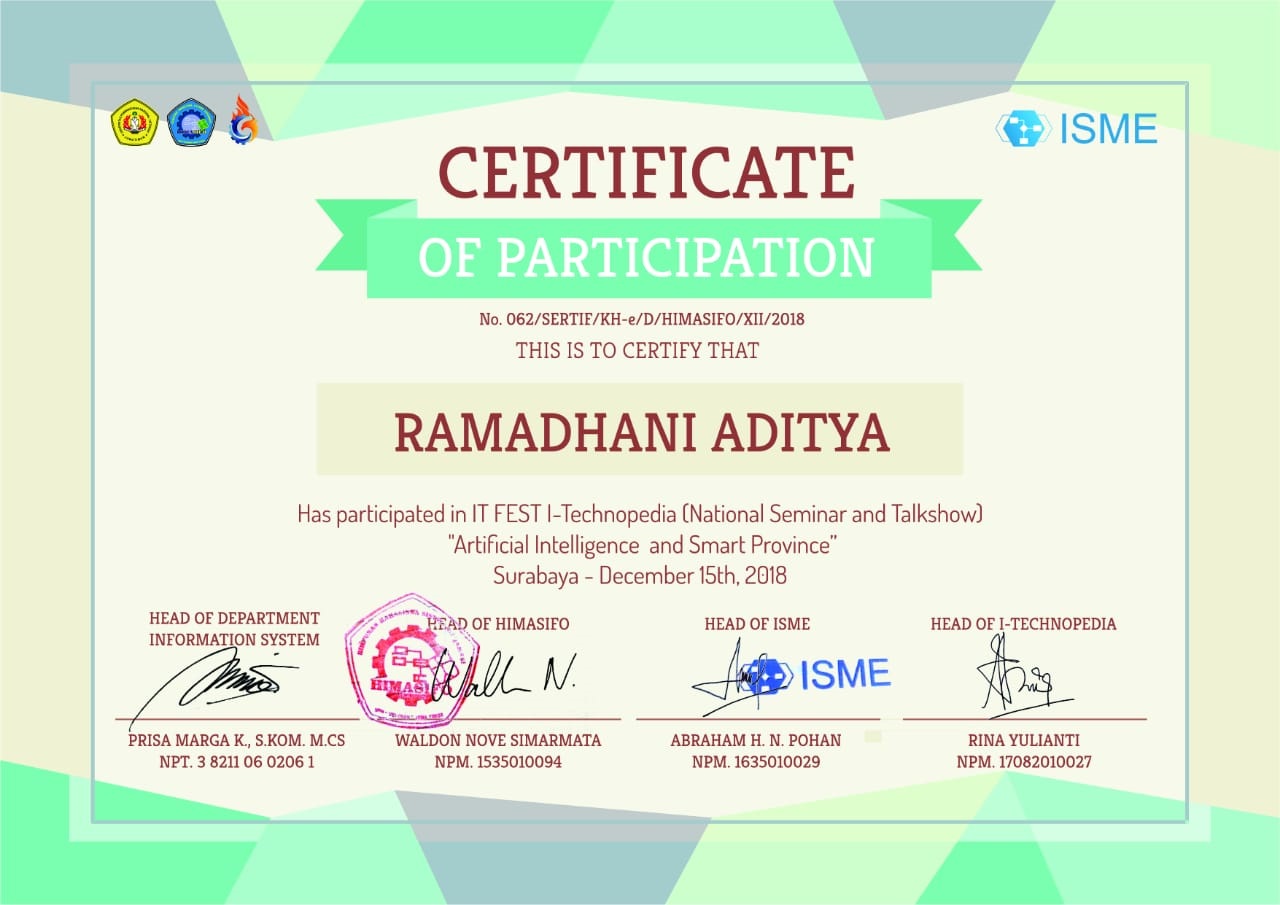 ISME
CERTIFICATE
OF PARTICIPATION
No. 062/SERTIF/KH-e/D/HIMASIFO/XII/2018
THIS IS TO CERTIFY THAT
RAMADHANI ADITYA
Has participated in IT FEST I-Technopedia (National Seminar and Talkshow)
"Artificial Intelligence and Smart Province”
Surabaya - December 15th, 2018
HEAD OF DEPARTMENT
INFORMATION SYSTEM
PRISA MARGA K., S.KOM. M.CS
NPT. 3 8211 06 0206 1
HEAD OF HIMASIFO
HIMASIFO
Wald N.
WALDON NOVE SIMARMATA
NPM. 1535010094
HEAD OF ISME
ISME
ABRAHAM H. N. POHAN
NPM. 1635010029
HEAD OF I-TECHNOPEDIA
RINA YULIANTI
NPM. 17082010027